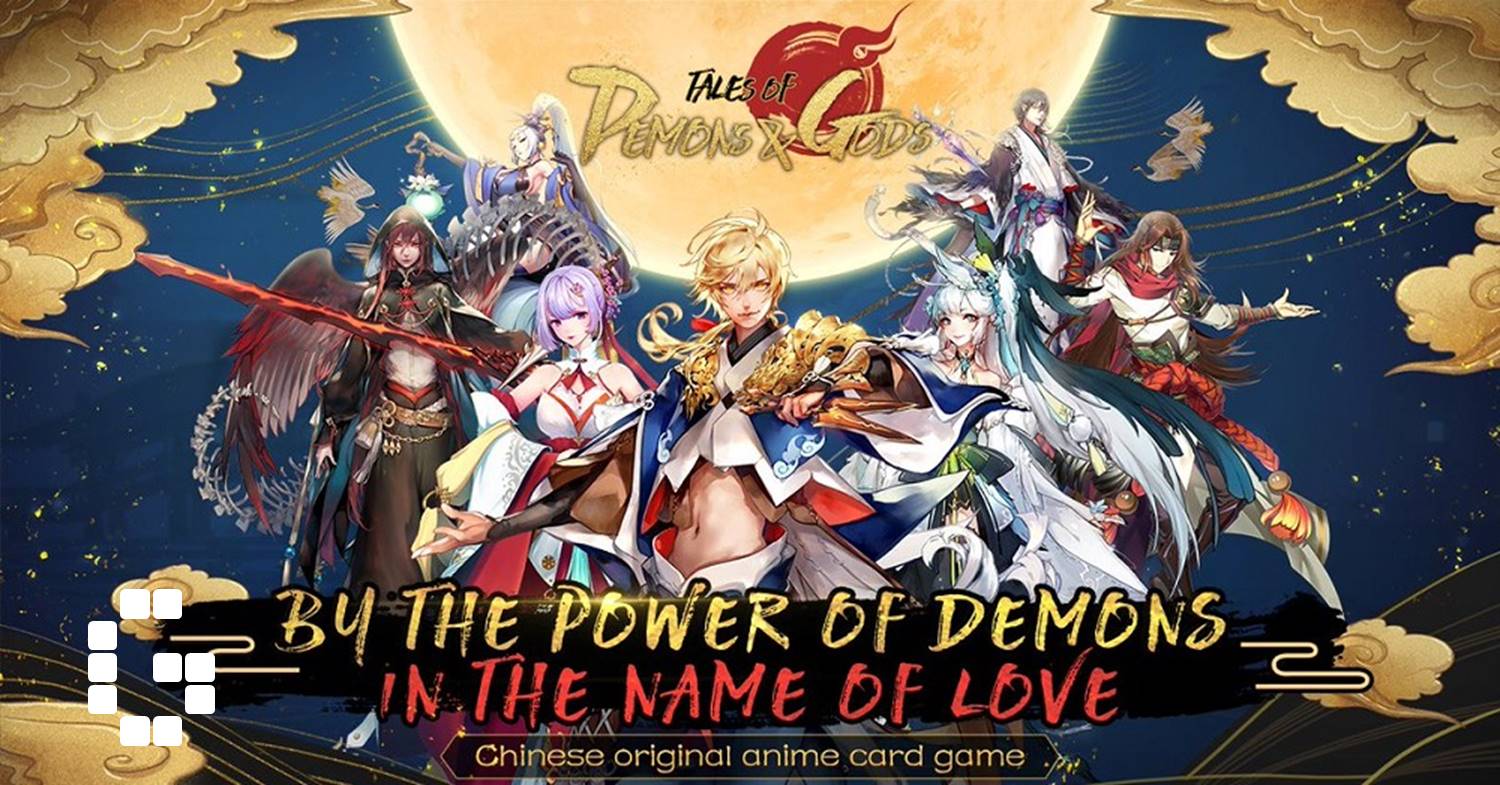 TALES OF
DEMONS & GODS
BY THE POWER OF DEMONS
IN THE NAME OF LOVE
Chinese original anime card game